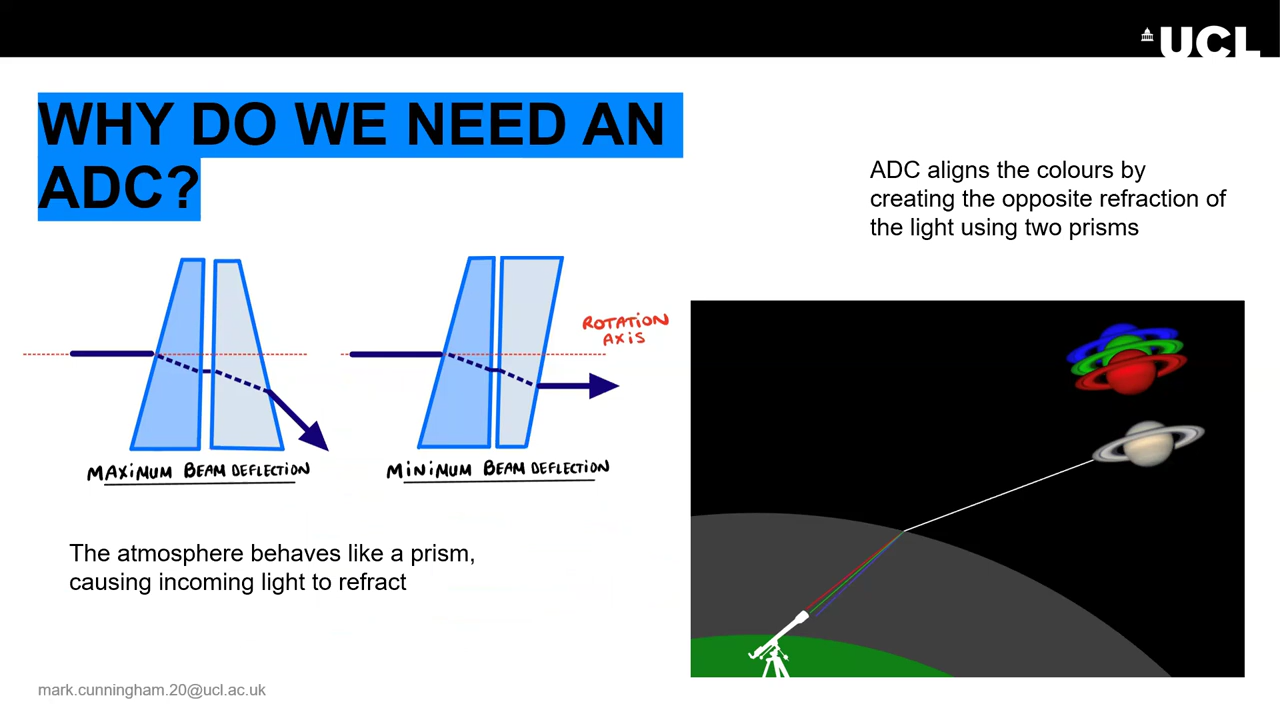 UCL
WHY DO WE NEED AN
ADC?
ADC aligns the colours by
creating the opposite refraction of
the light using two prisms
ROTATION
AXIS
MAXIMUM BEAM DEFLECTION
MINIMUM BEAM DEFLECTION
The atmosphere behaves like a prism,
causing incoming light to refract
mark.cunningham.20@ucl.ac.uk